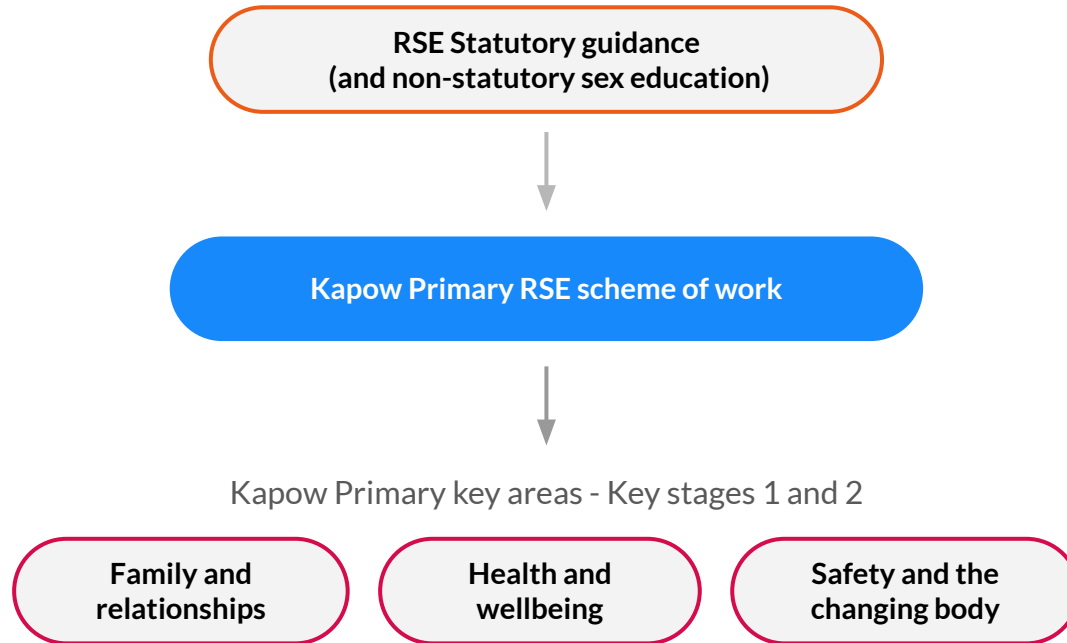 RSE Statutory guidance
(and non-statutory sex education)
Kapow Primary RSE scheme of work
Kapow Primary key areas - Key stages 1 and 2
Family and
relationships
Health and
wellbeing
Safety and the
changing body